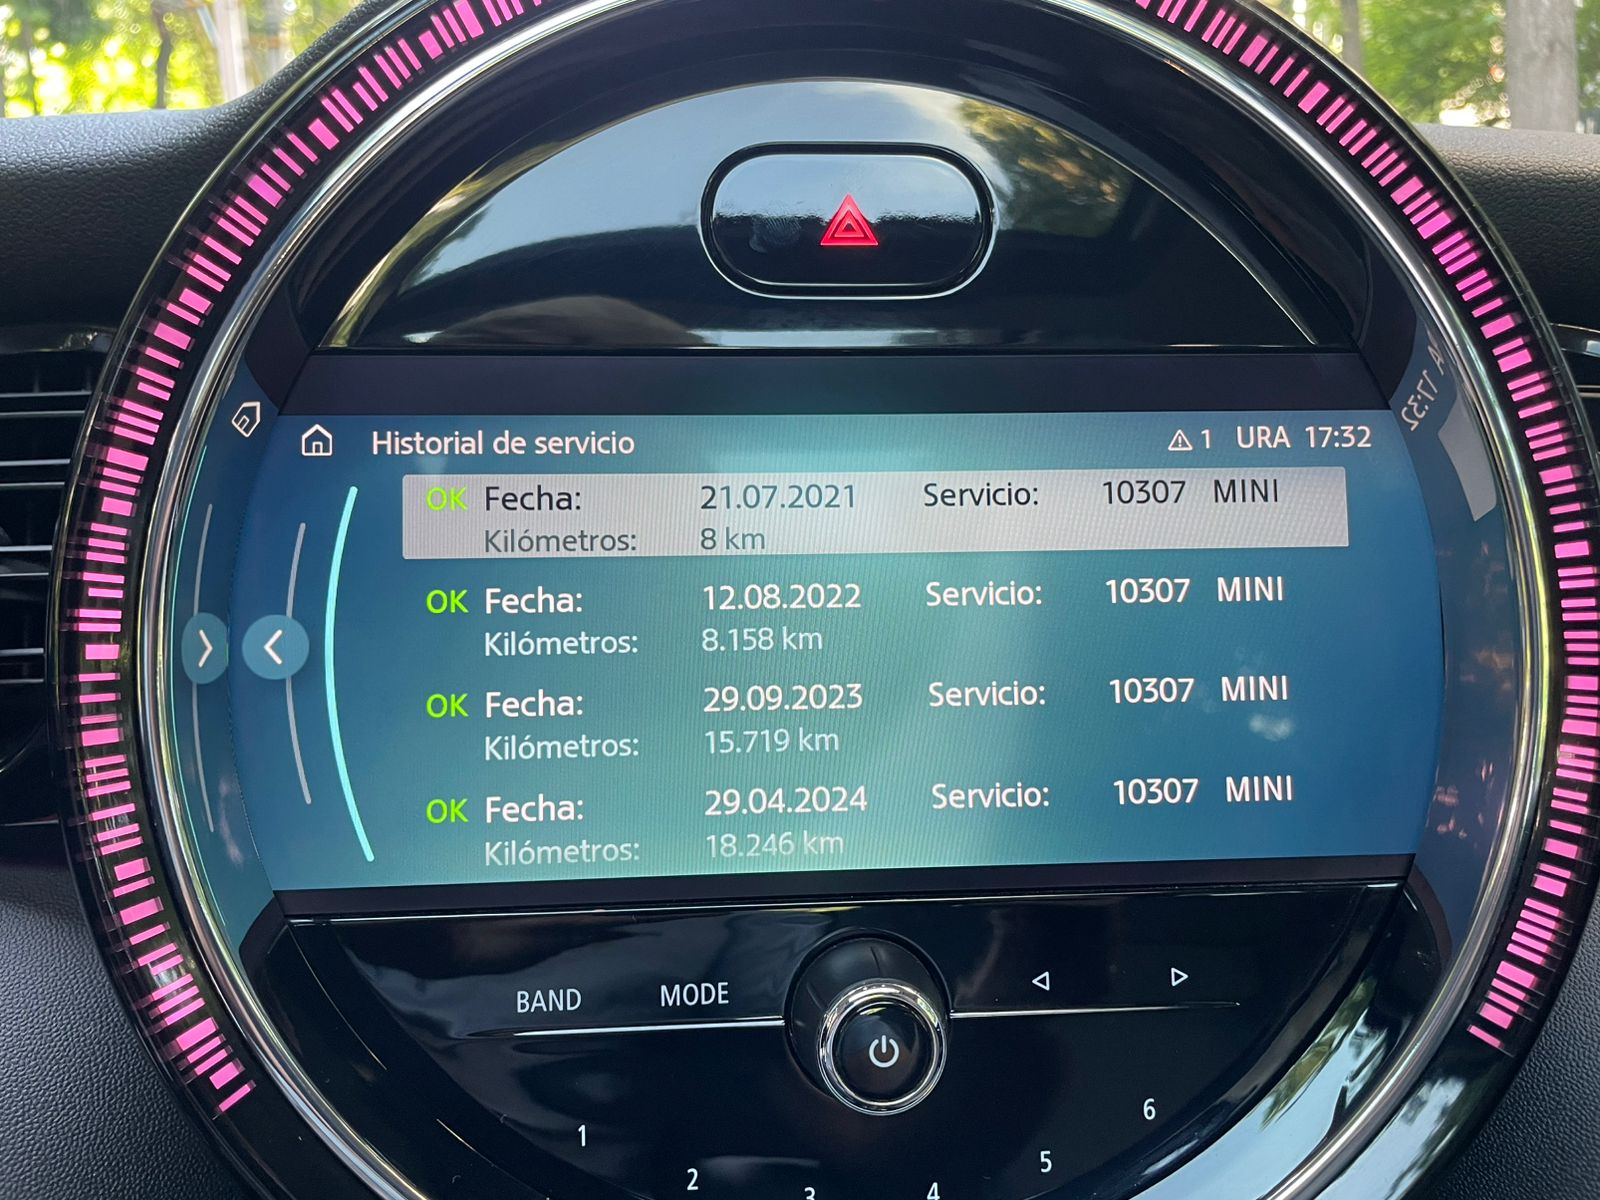 Historial de servicio 1 URA 17:32
OK Fecha: 21.07.2021 Servicio: 10307 MINI
Kilómetros: 8 km
OK Fecha: 12.08.2022 Servicio: 10307 MINI
Kilómetros: 8.158 km
OK Fecha: 29.09.2023 Servicio: 10307 MINI
Kilómetros: 15.719 km
OK Fecha: 29.04.2024 Servicio: 10307 MINI
Kilómetros: 18.246 km
BAND MODE
1 2 3 4 5 6